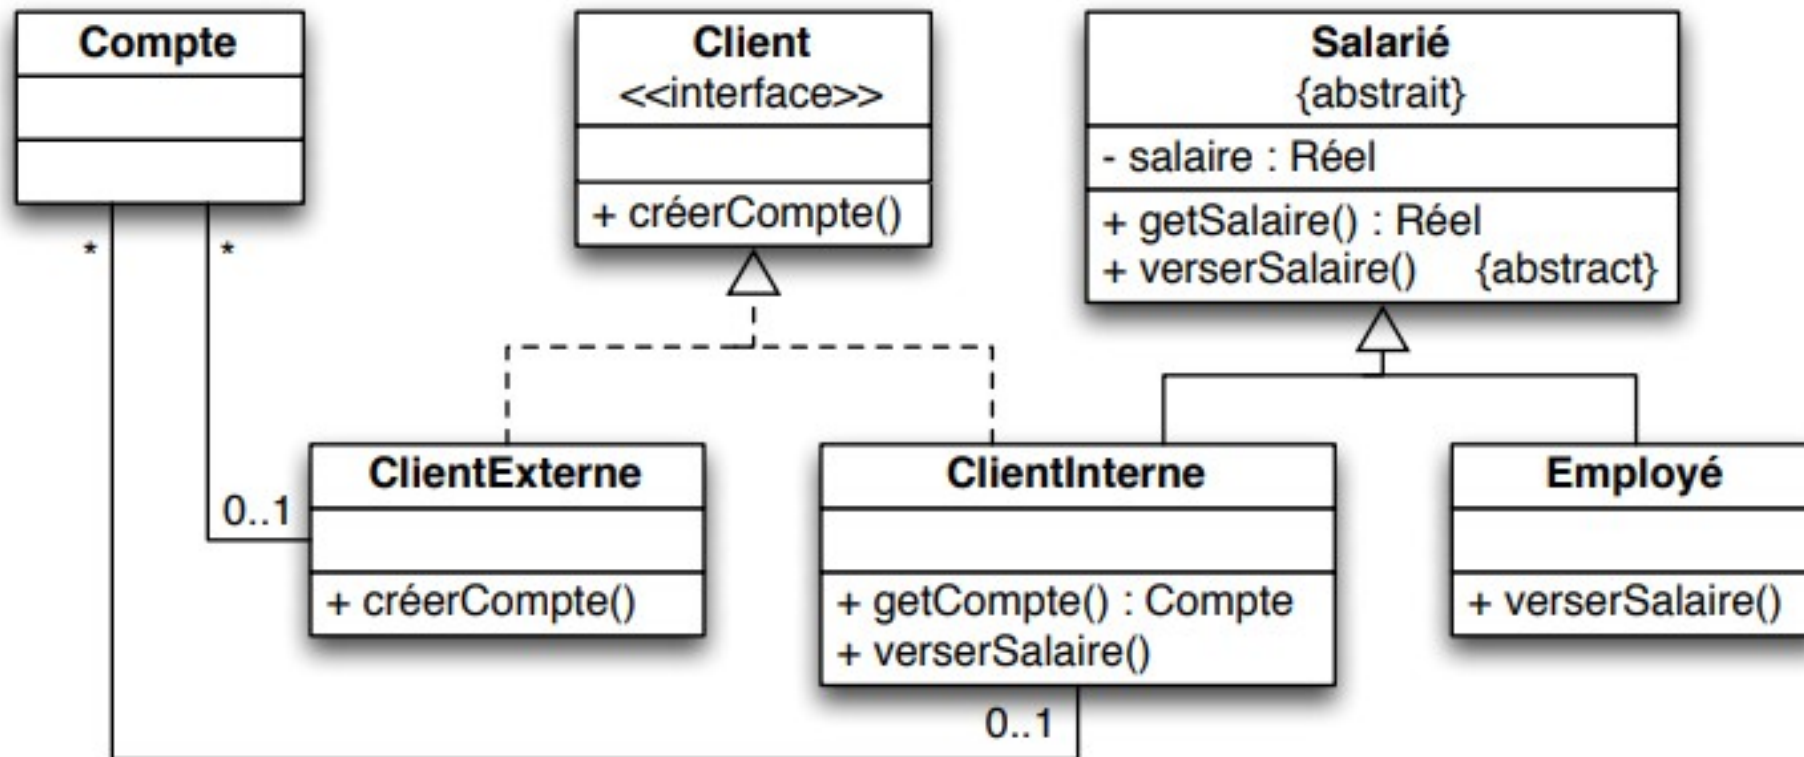 Compte
Client
<<interface>>
+ créerCompte()
Salarié
{abstrait}
- salaire : Réel
+ getSalaire() : Réel
+ verserSalaire() {abstract}
*
*
0..1
ClientExterne
+ créerCompte()
ClientInterne
+ getCompte() : Compte
+ verserSalaire()
Employé
+ verserSalaire()
0..1